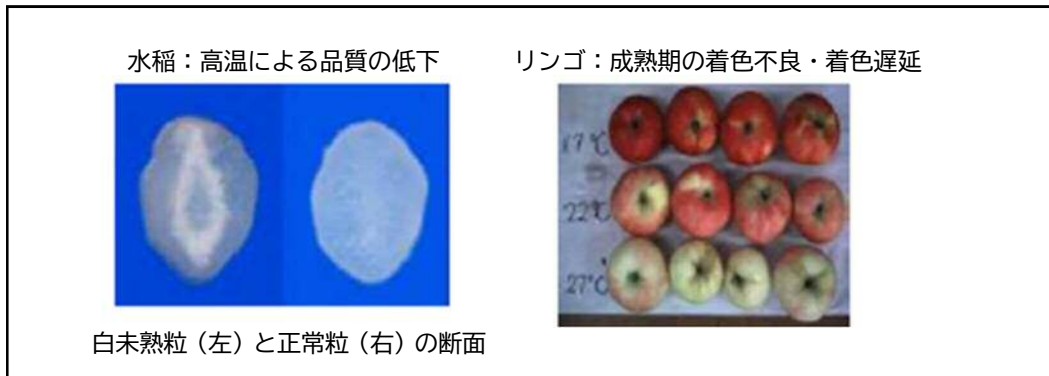 水稲：高温による品質の低下
リンゴ：成熟期の着色不良・着色遅延
17℃
22℃
27℃
白未熟粒（左）と正常粒（右）の断面